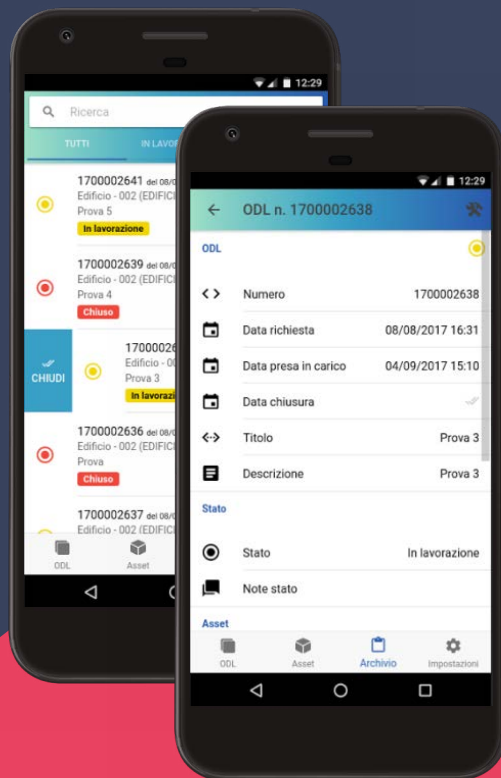 12:29
Ricerca
TUTTI IN LAVOR
1700002641 del 08/0
Edificio - 002 (EDIFICI
Prova 5
In lavorazione
1700002639 del 08/0
Edificio - 002 (EDIFICI
Prova 4
Chiuso
CHIUDI
17000026
Edificio - 00
Prova 3
In lavorazi
1700002636 del 08/0
Edificio - 002 (EDIFICI
Prova
Chiuso
1700002637 del 08/0
Edificio - 002 (EDIFICI
ODL Asset
12:29
ODL n. 1700002638
ODL
Numero 1700002638
Data richiesta 08/08/2017 16:31
Data presa in carico 04/09/2017 15:10
Data chiusura
Titolo Prova 3
Descrizione Prova 3
Stato
Stato In lavorazione
Note stato
Asset
ODL Asset Archivio Impostazioni